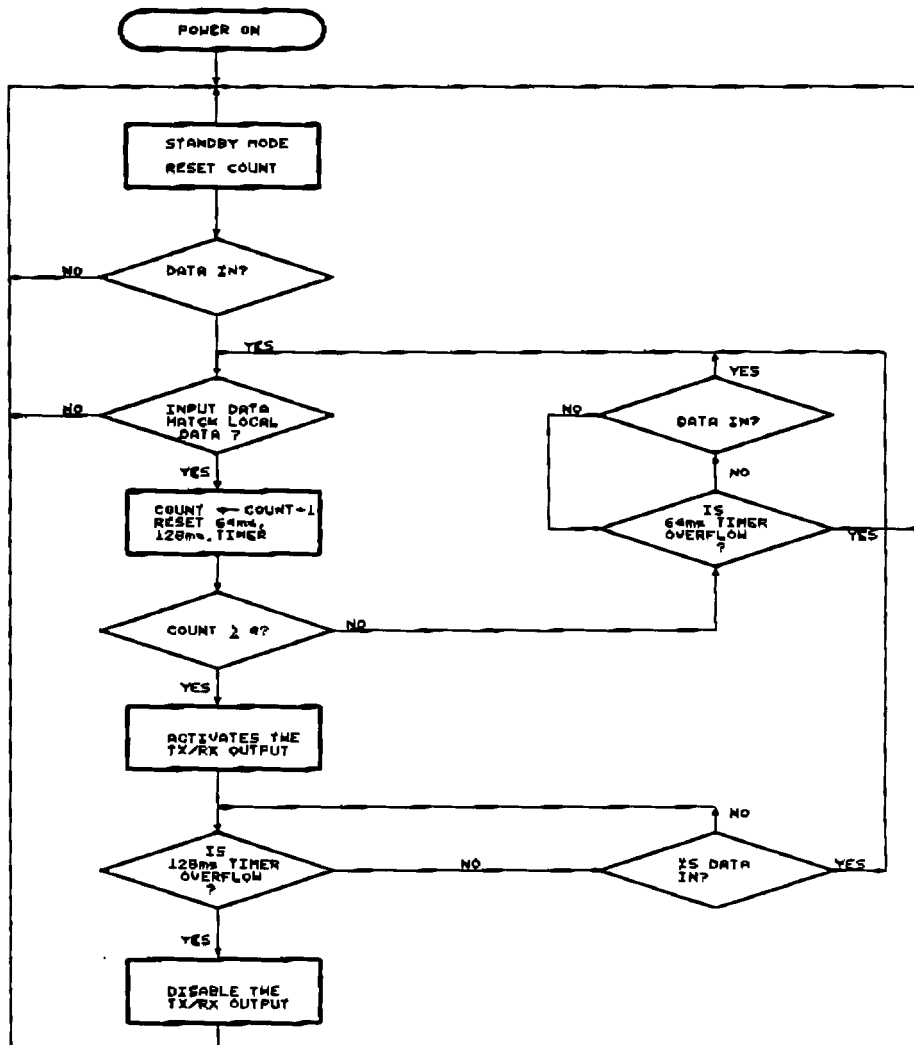 POWER ON
STANDBY MODE
RESET COUNT
DATA IN?
NO
YES
INPUT DATA
MATCH LOCAL
DATA ?
NO
YES
COUNT ← COUNT+1
RESET 64ms,
128ms, TIMER
COUNT ≥ 4?
NO
YES
ACTIVATES THE
TX/RX OUTPUT
IS
128ms TIMER
OVERFLOW
?
NO
YES
DISABLE THE
TX/RX OUTPUT
YES
DATA IN?
NO
NO
IS
64ms TIMER
OVERFLOW
?
YES
NO
IS DATA
IN?
YES